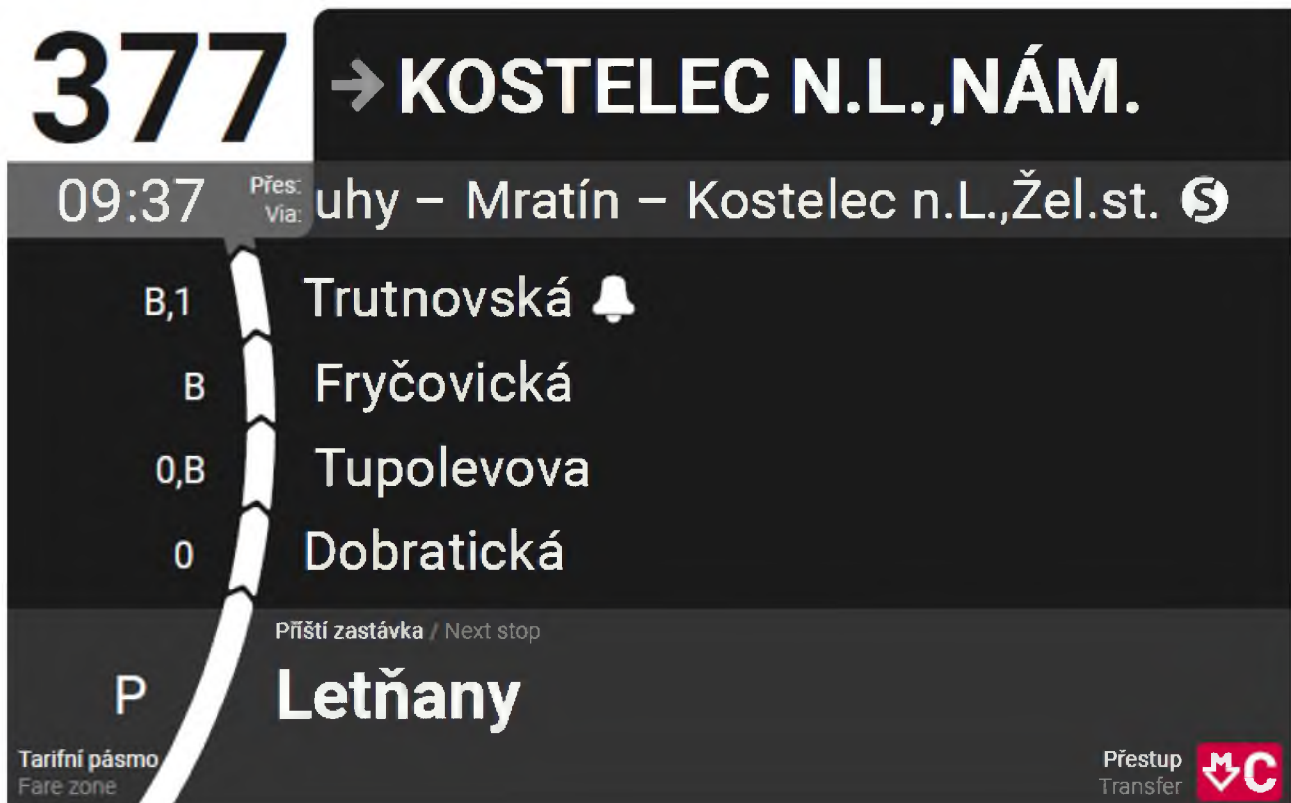 377 → KOSTELEC N.L.,NÁM.
09:37 Přes: Via: uhy – Mratín – Kostelec n.L.,Žel.st. S
B,1 Trutnovská
B Fryčovická
0,B Tupolevova
0 Dobratická
Příští zastávka / Next stop
P Letňany
Tarifní pásmo
Fare zone
Přestup
Transfer
M C